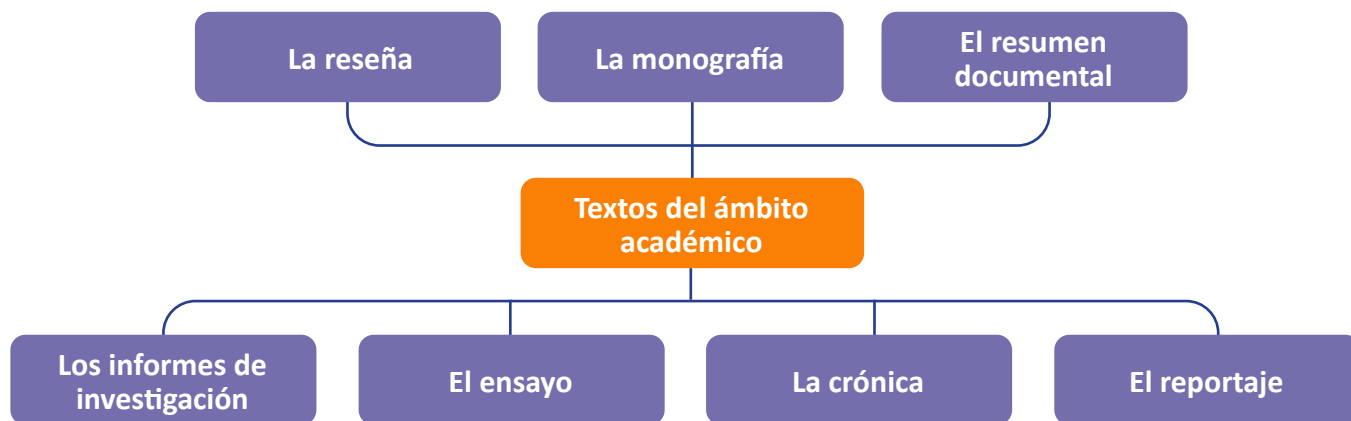 La reseña
La monografía
El resumen
documental
Textos del ámbito
académico
Los informes de
investigación
El ensayo
La crónica
El reportaje